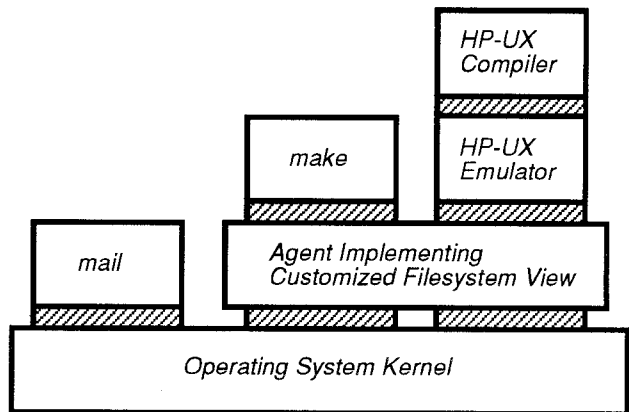 HP-UX
Compiler
make
HP-UX
Emulator
mail
Agent Implementing
Customized Filesystem View
Operating System Kernel